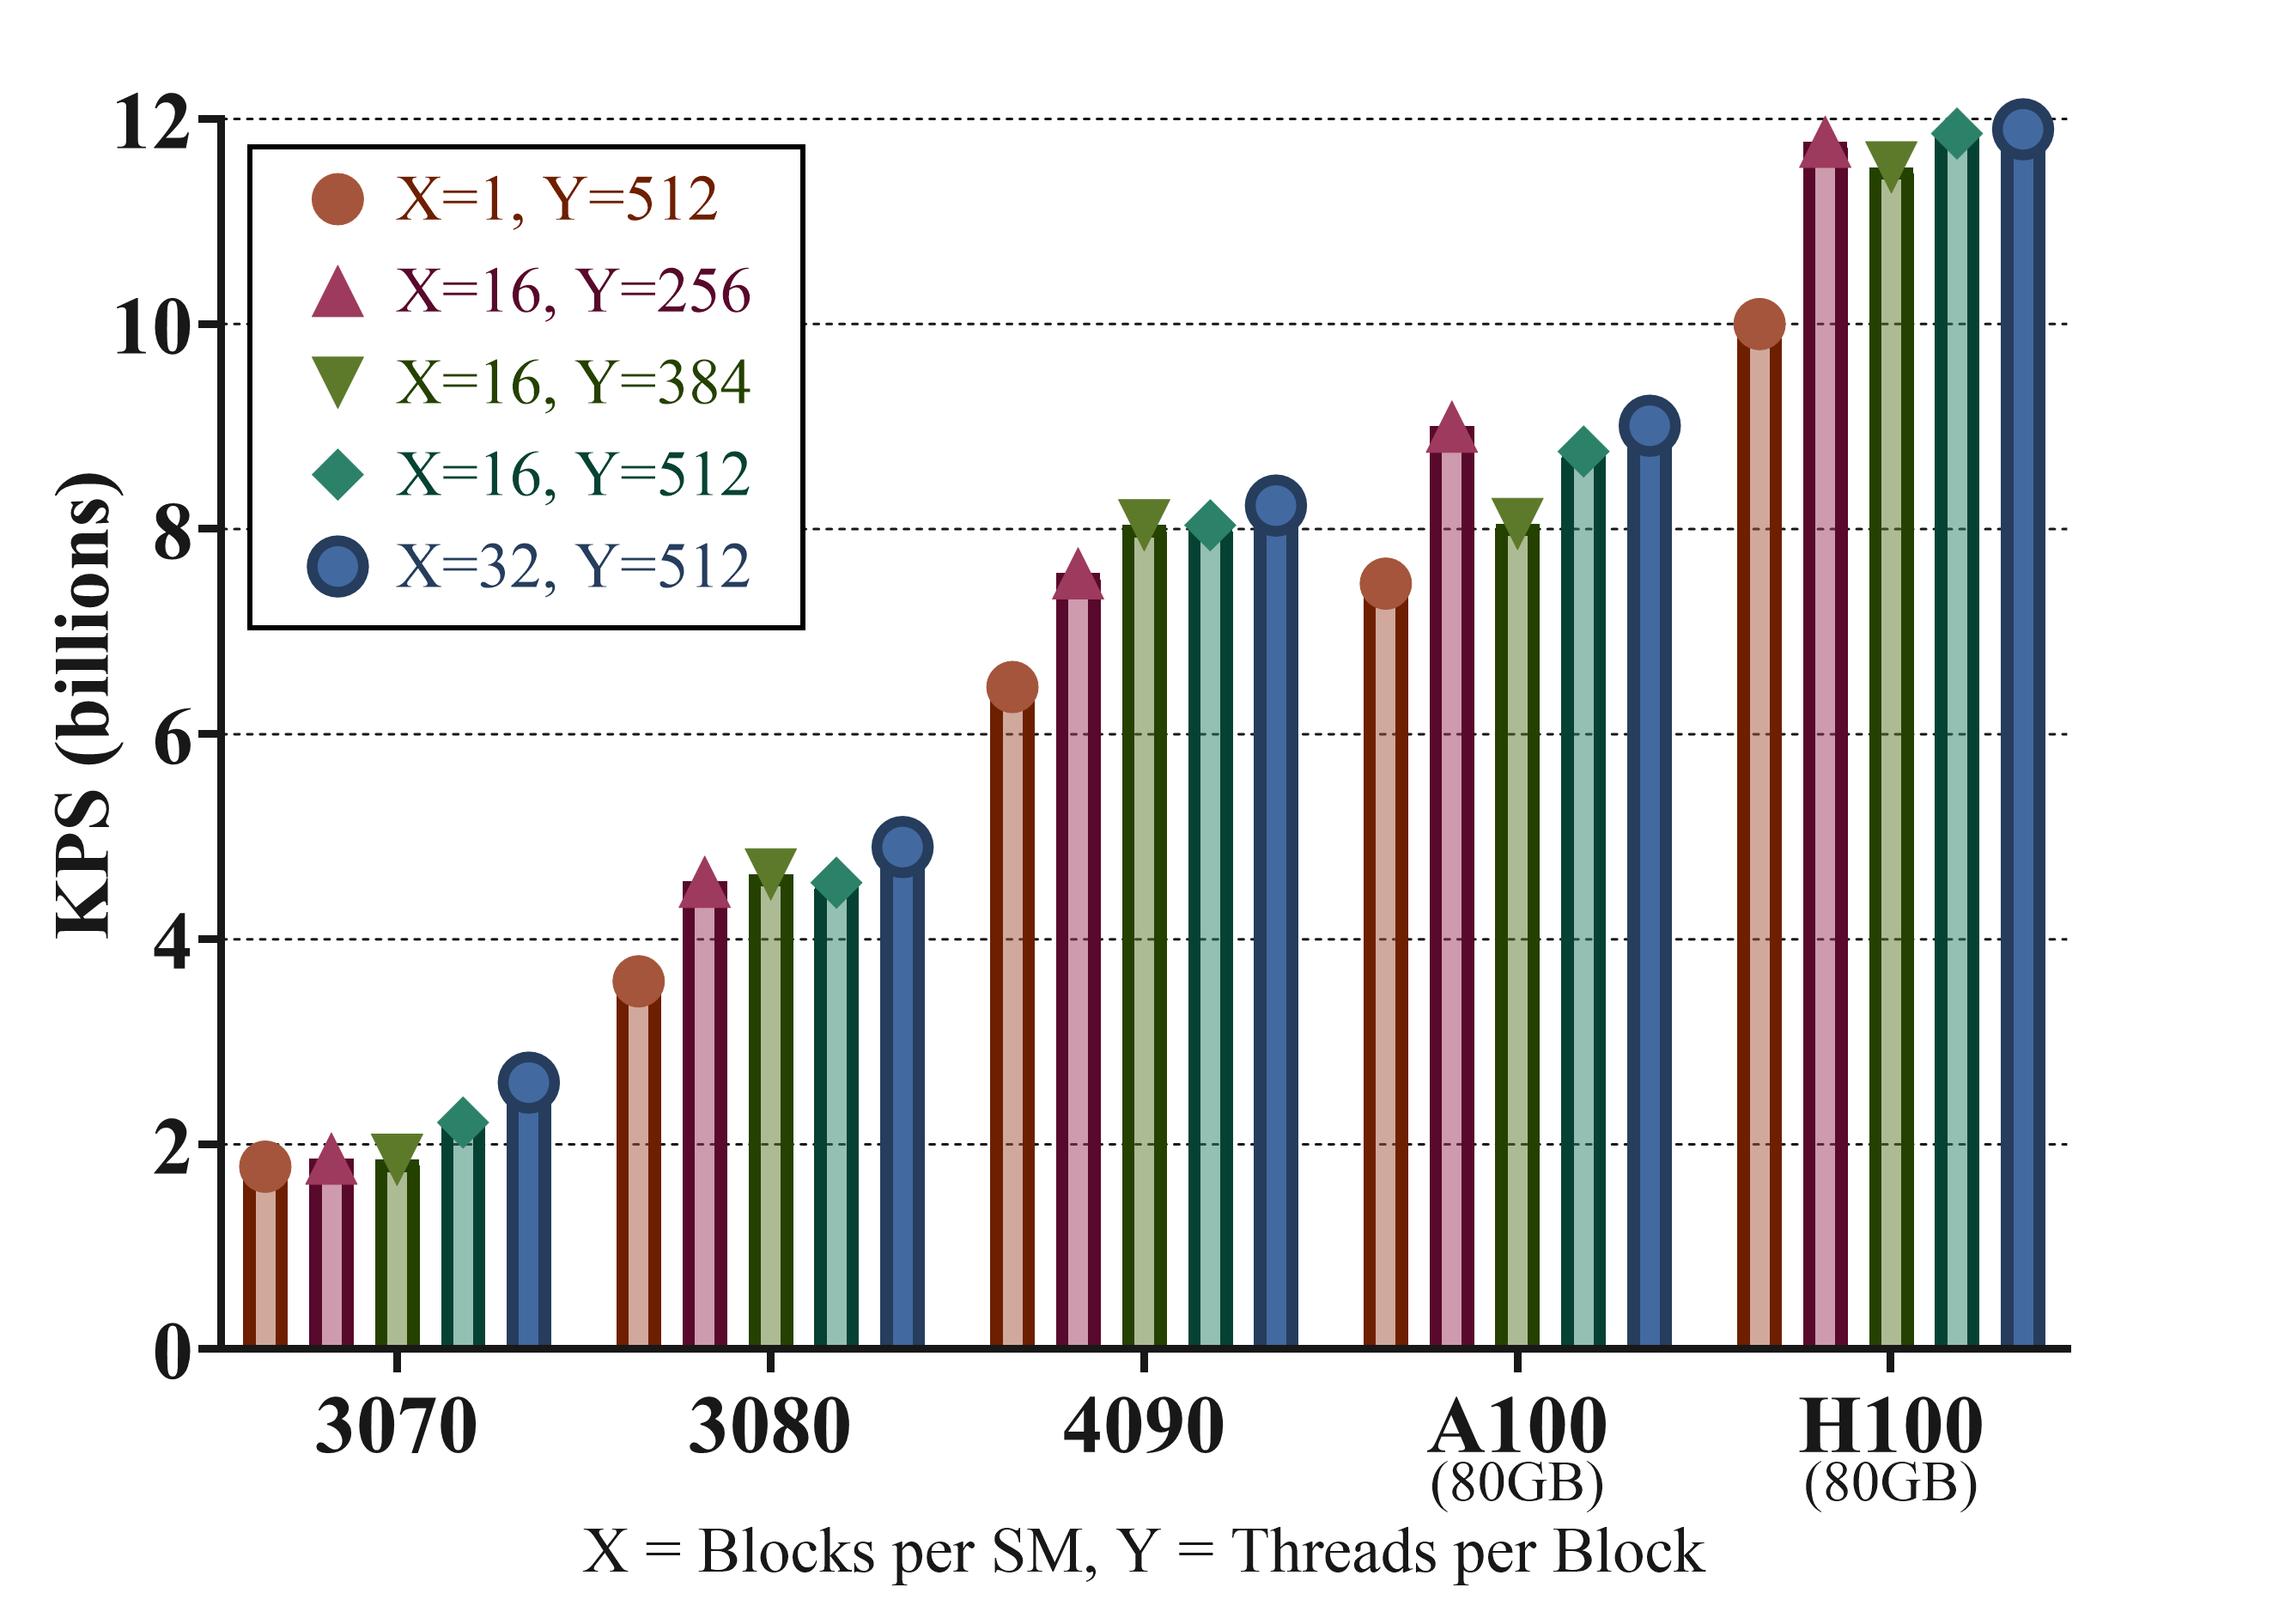 KPS (billions)
12
10
8
6
4
2
0
X=1, Y=512
X=16, Y=256
X=16, Y=384
X=16, Y=512
X=32, Y=512
3070 3080 4090 A100 H100
(80GB) (80GB)
X = Blocks per SM, Y = Threads per Block